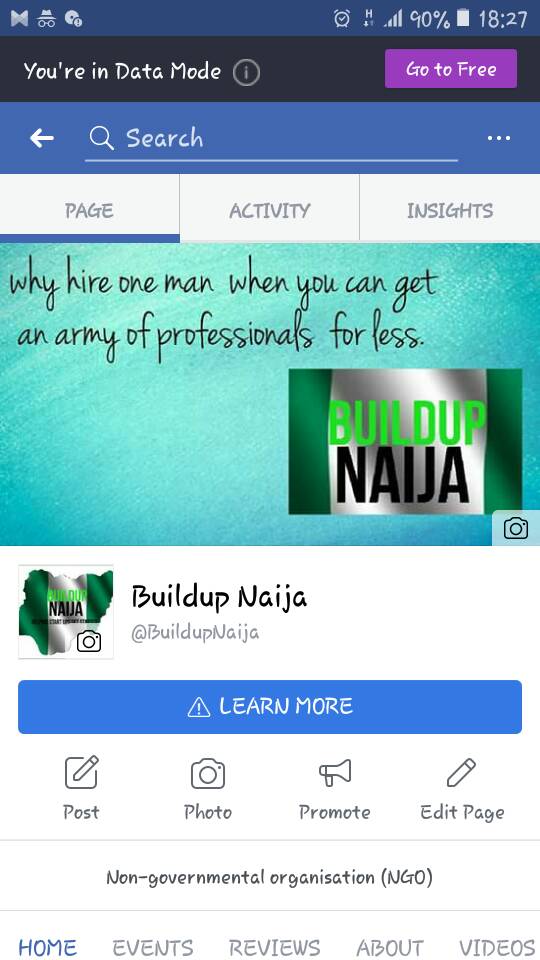 H
90%
18:27
You're in Data Mode
Go to Free
Search
PAGE
ACTIVITY
INSIGHTS
why hire one man when you can get
an army of professionals for less.
BUILDUP
NAIJA
BUILDUP
NAIJA
Buildup Naija
@BuildupNaija
LEARN MORE
Post
Photo
Promote
Edit Page
Non-governmental organisation (NGO)
HOME
EVENTS
REVIEWS
ABOUT
VIDEOS